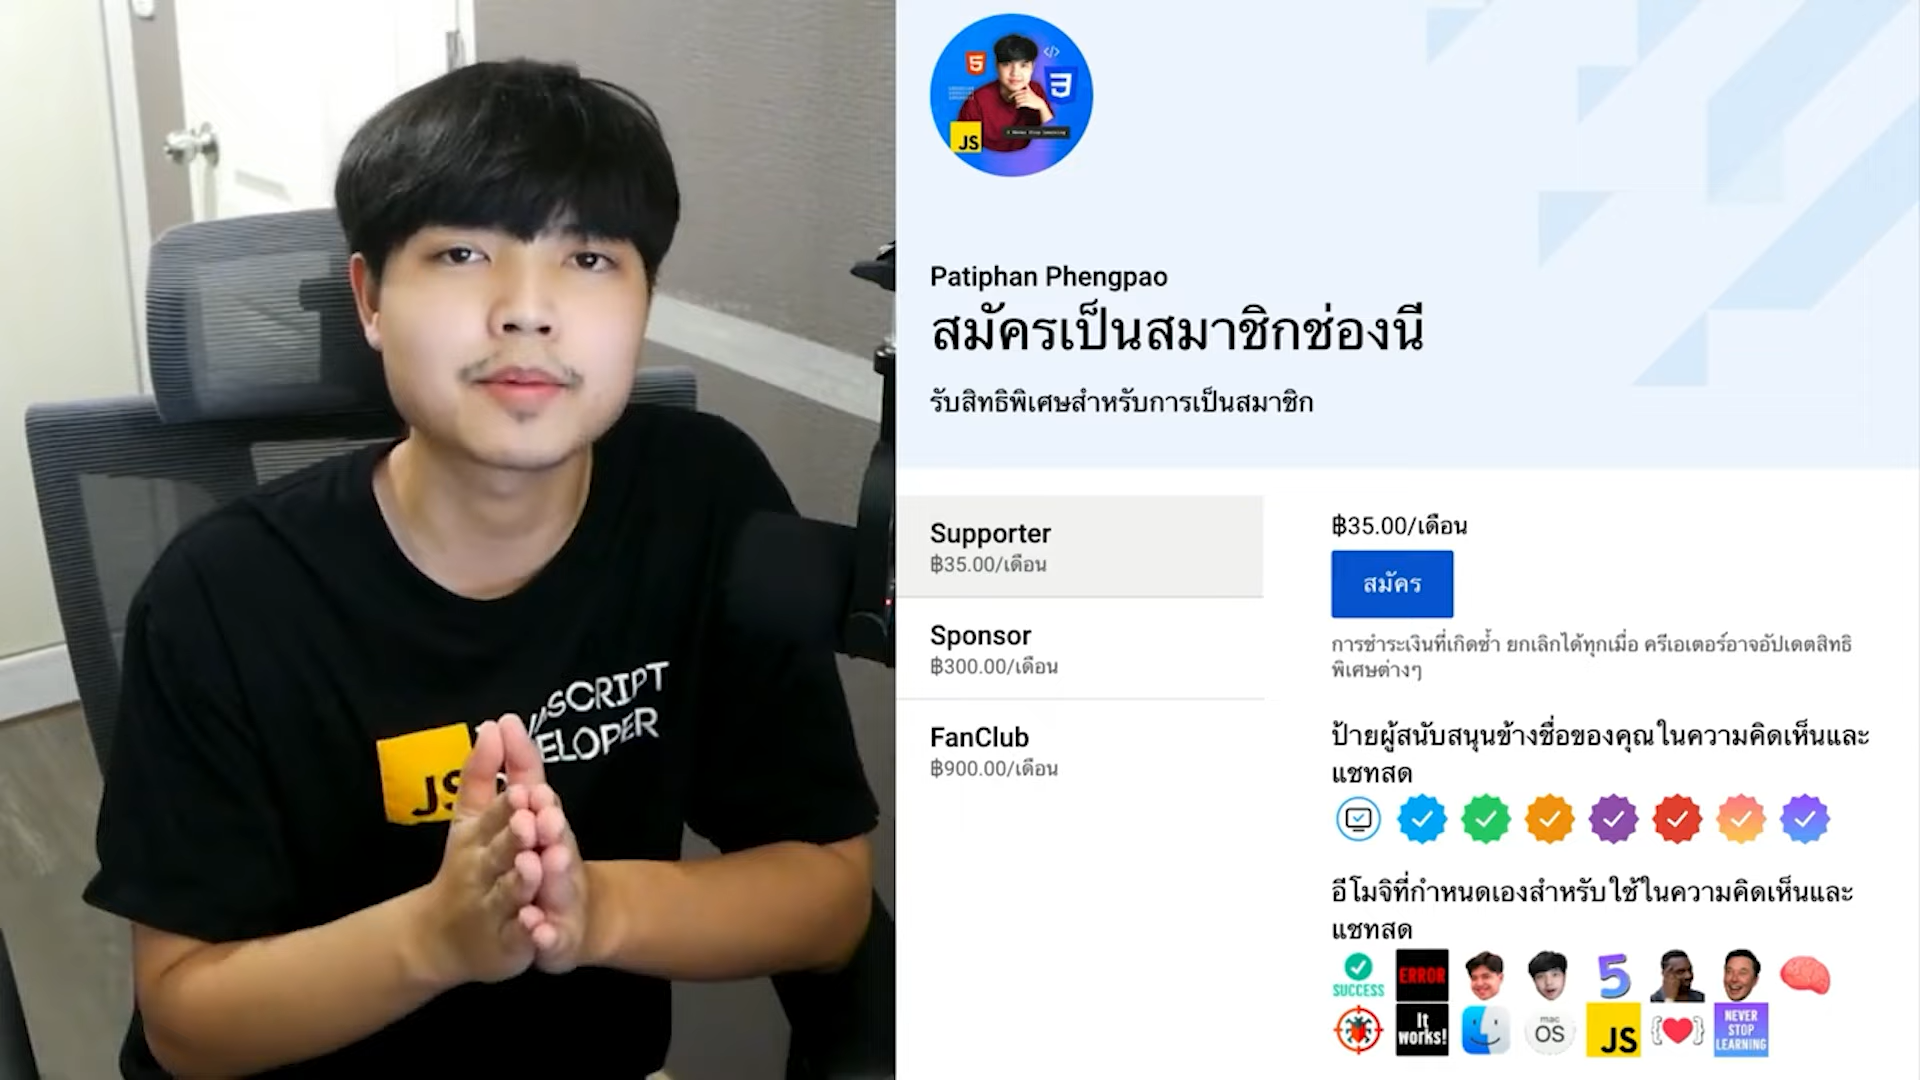 JAVASCRIPT
DEVELOPER
JS
5
3
</>
JS
Patiphan Phengpao
สมัครเป็นสมาชิกช่องนี้
รับสิทธิพิเศษสำหรับการเป็นสมาชิก
Supporter
฿35.00/เดือน
Sponsor
฿300.00/เดือน
FanClub
฿900.00/เดือน
฿35.00/เดือน
สมัคร
การชำระเงินที่เกิดซ้ำ ยกเลิกได้ทุกเมื่อ ครีเอเตอร์อาจอัปเดตสิทธิ
พิเศษต่างๆ
ป้ายผู้สนับสนุนข้างชื่อของคุณในความคิดเห็นและ
แชทสด
อีโมจิที่กำหนดเองสำหรับใช้ในความคิดเห็นและ
แชทสด
SUCCESS
ERROR
5
It
works!
mac
OS
JS
NEVER
STOP
LEARNING